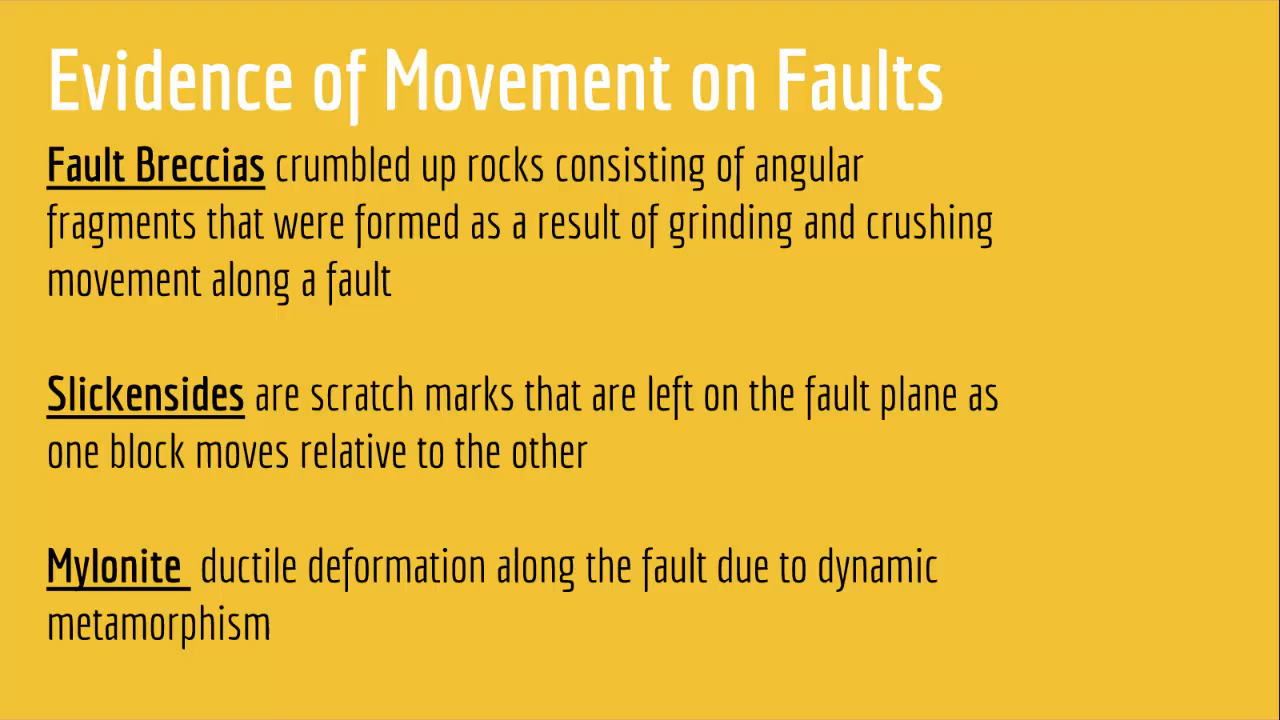 Evidence of Movement on Faults
Fault Breccias crumbled up rocks consisting of angular
fragments that were formed as a result of grinding and crushing
movement along a fault
Slickensides are scratch marks that are left on the fault plane as
one block moves relative to the other
Mylonite ductile deformation along the fault due to dynamic
metamorphism